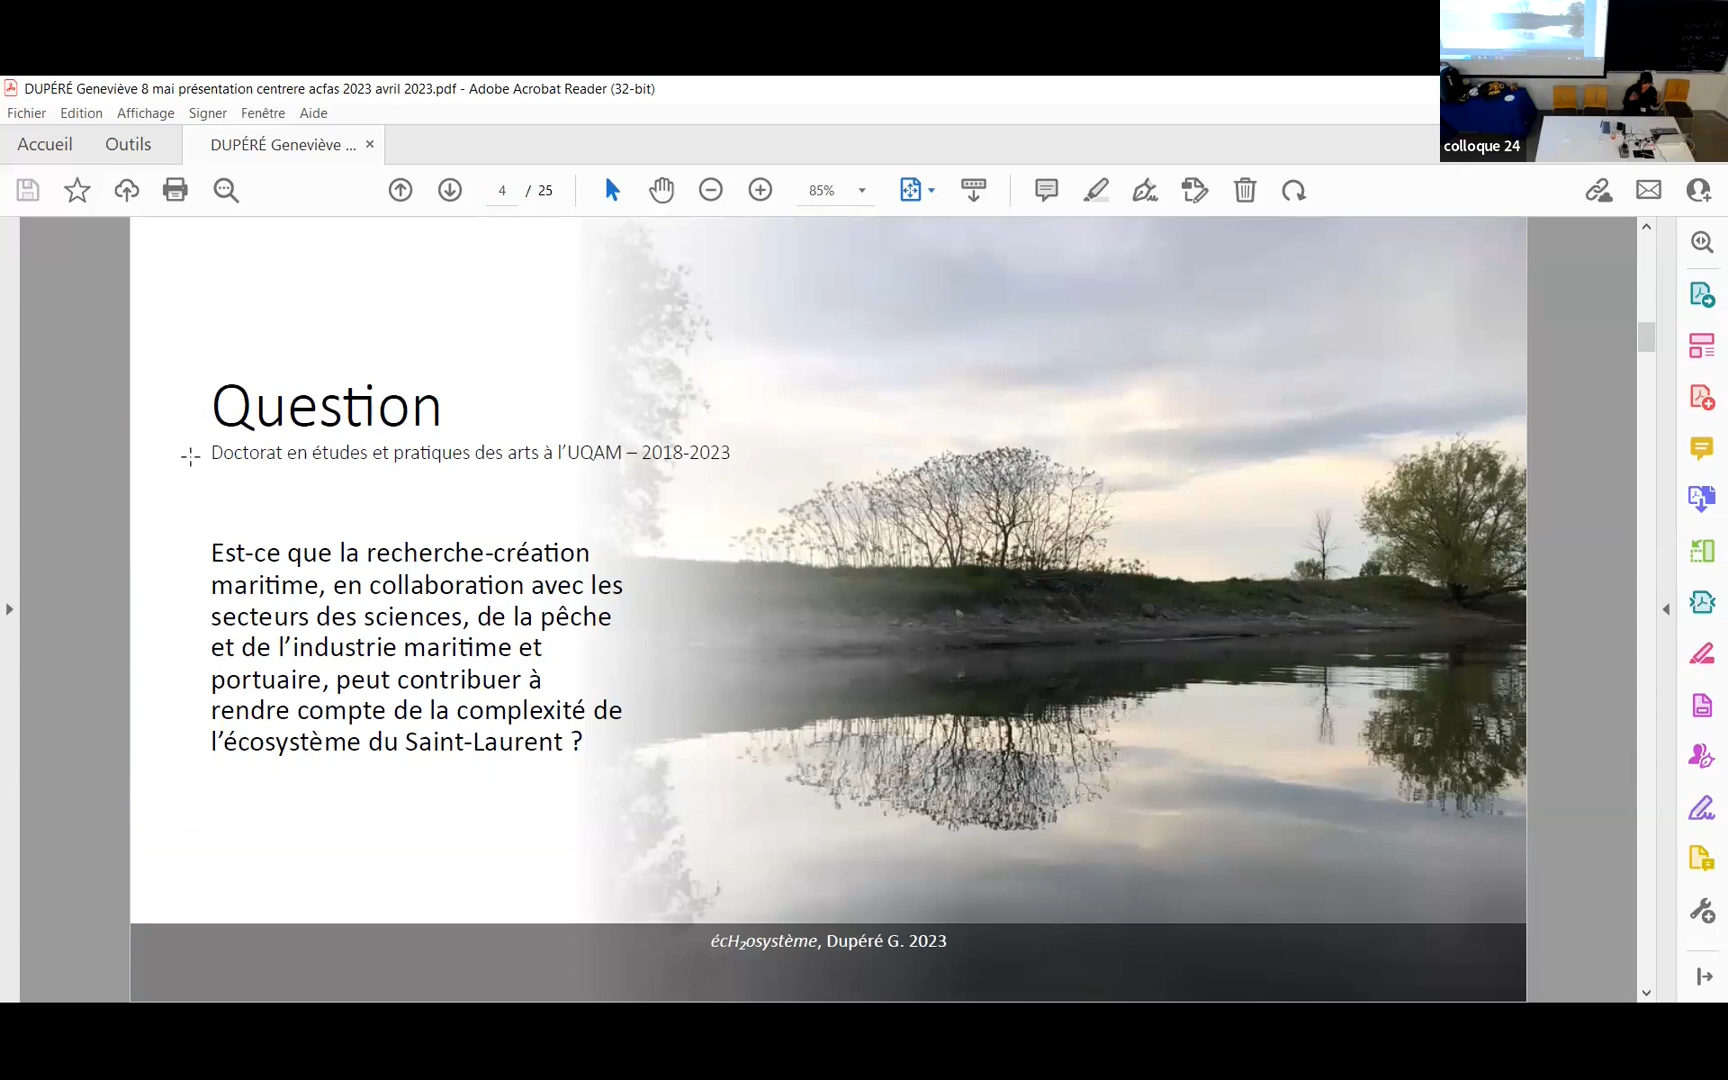 DUPÉRÉ Geneviève 8 mai présentation centrere acfas 2023 avril 2023.pdf - Adobe Acrobat Reader (32-bit)
Fichier Edition Affichage Signer Fenêtre Aide
Accueil Outils DUPÉRÉ Geneviève ... ×
4 / 25 85%
colloque 24
Question
Doctorat en études et pratiques des arts à l’UQAM – 2018-2023
Est-ce que la recherche-création
maritime, en collaboration avec les
secteurs des sciences, de la pêche
et de l’industrie maritime et
portuaire, peut contribuer à
rendre compte de la complexité de
l’écosystème du Saint-Laurent ?
écH₂osystème, Dupéré G. 2023